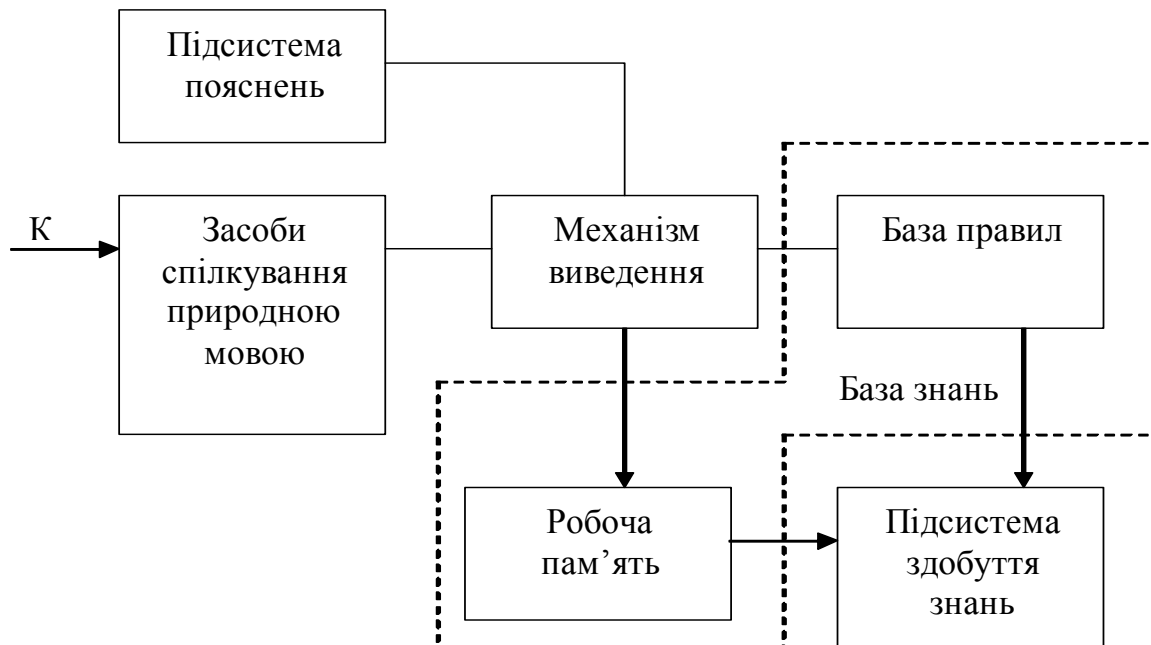 Підсистема
пояснень
К
Засоби
спілкування
природною
мовою
Механізм
виведення
База правил
База знань
Робоча
пам’ять
Підсистема
здобуття
знань